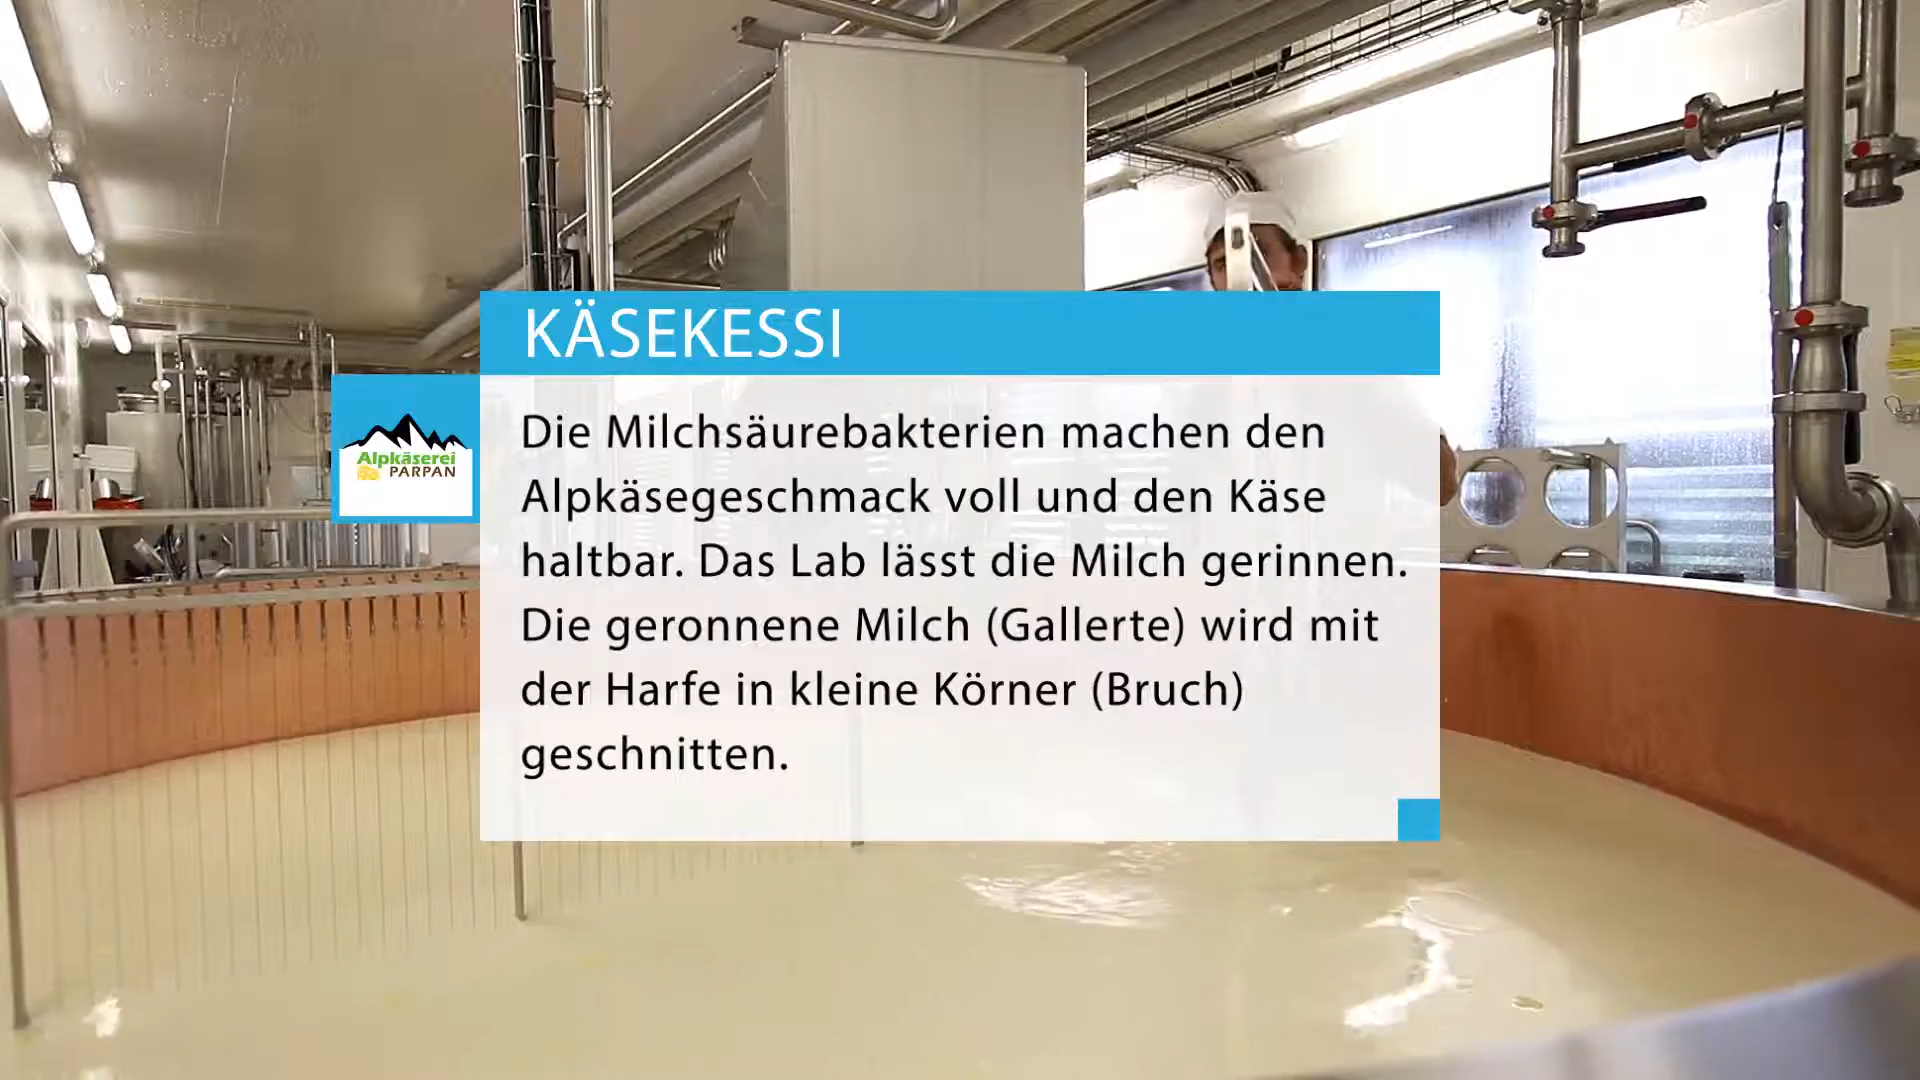 KÄSEKESSI
Alpkäserei
PARPAN
Die Milchsäurebakterien machen den
Alpkäsegeschmack voll und den Käse
haltbar. Das Lab lässt die Milch gerinnen.
Die geronnene Milch (Gallerte) wird mit
der Harfe in kleine Körner (Bruch)
geschnitten.